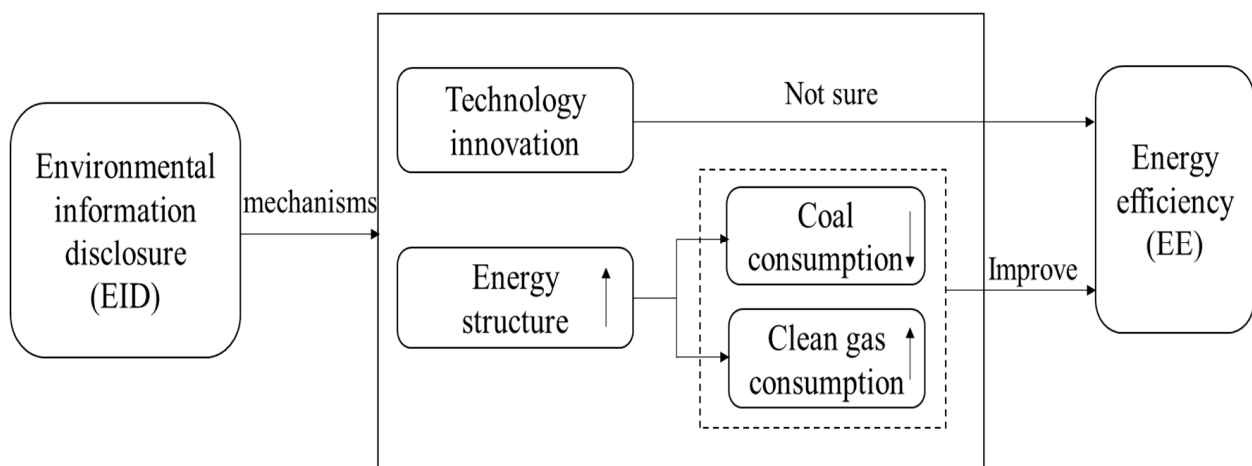 Environmental
information
disclosure
(EID)
mechanisms
Technology
innovation
Not sure
Energy
structure
Coal
consumption
Clean gas
consumption
Improve
Energy
efficiency
(EE)